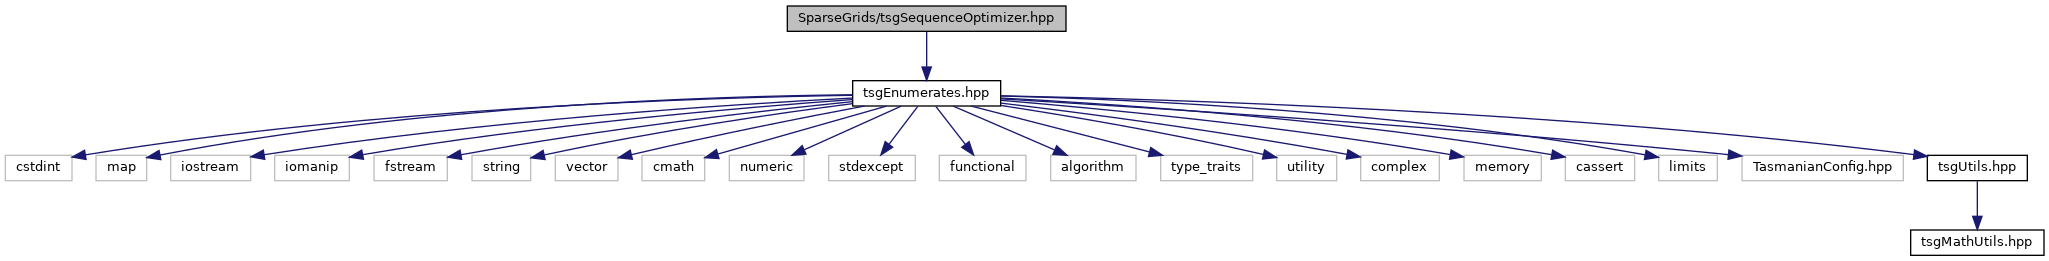 SparseGrids/tsgSequenceOptimizer.hpp
tsgEnumerates.hpp
cstdint
map
iostream
iomanip
fstream
string
vector
cmath
numeric
stdexcept
functional
algorithm
type_traits
utility
complex
memory
cassert
limits
TasmanianConfig.hpp
tsgUtils.hpp
tsgMathUtils.hpp